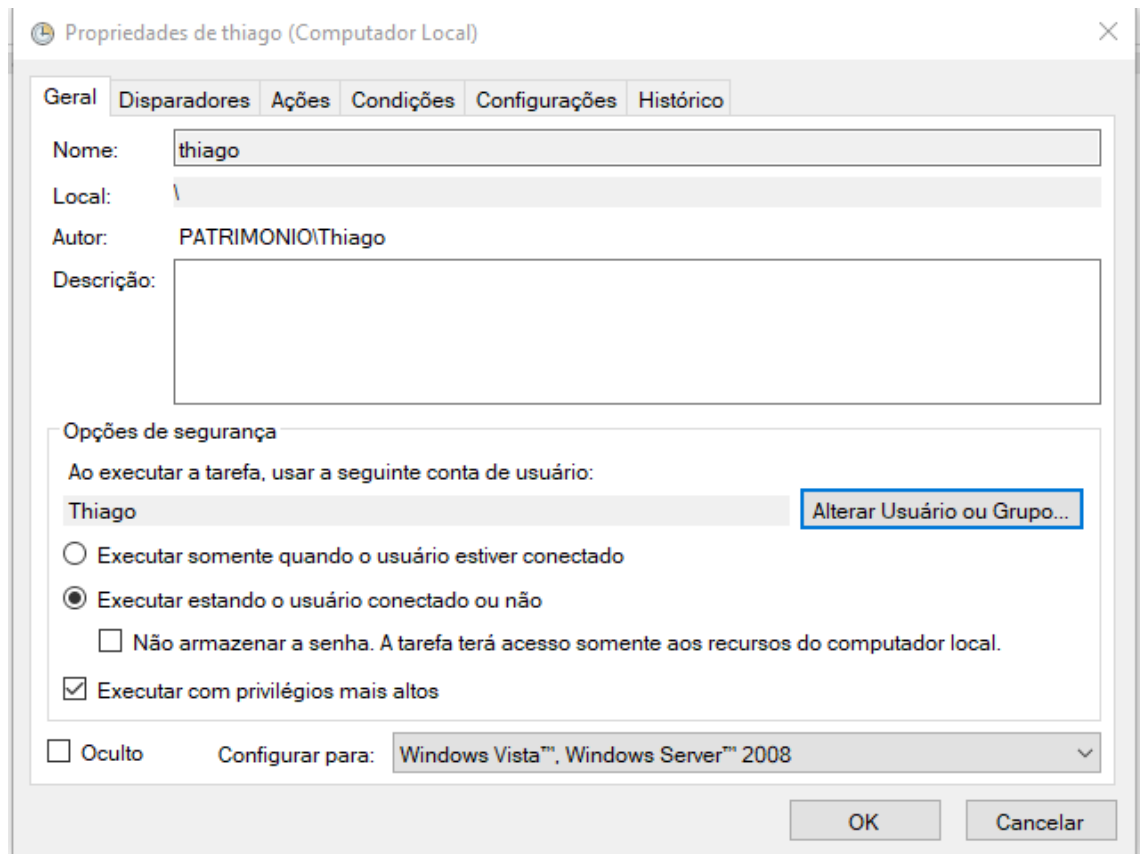 Propriedades de thiago (Computador Local)
Geral Disparadores Ações Condições Configurações Histórico
Nome: thiago
Local: \
Autor: PATRIMONIO\Thiago
Descrição:
Opções de segurança
Ao executar a tarefa, usar a seguinte conta de usuário:
Thiago Alterar Usuário ou Grupo...
Executar somente quando o usuário estiver conectado
Executar estando o usuário conectado ou não
Não armazenar a senha. A tarefa terá acesso somente aos recursos do computador local.
Executar com privilégios mais altos
Oculto Configurar para: Windows Vista™, Windows Server™ 2008
OK Cancelar